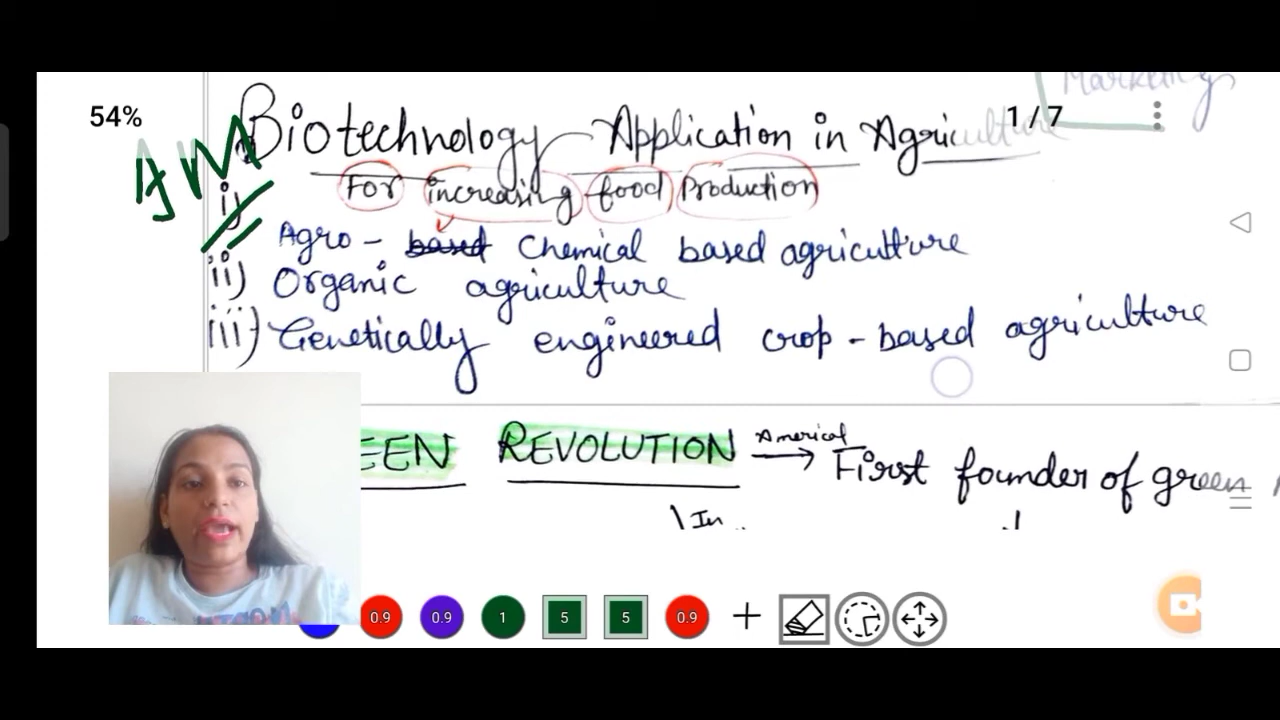 Marketing
54%
1/7
AM
Biotechnology Application in Agriculture
For increasing food Production
i) Agro - based Chemical based agriculture
ii) Organic agriculture
iii) Genetically engineered crop - based agriculture
EEN REVOLUTION → America First founder of green
In
0.9 0.9 1 5 5 0.9 +